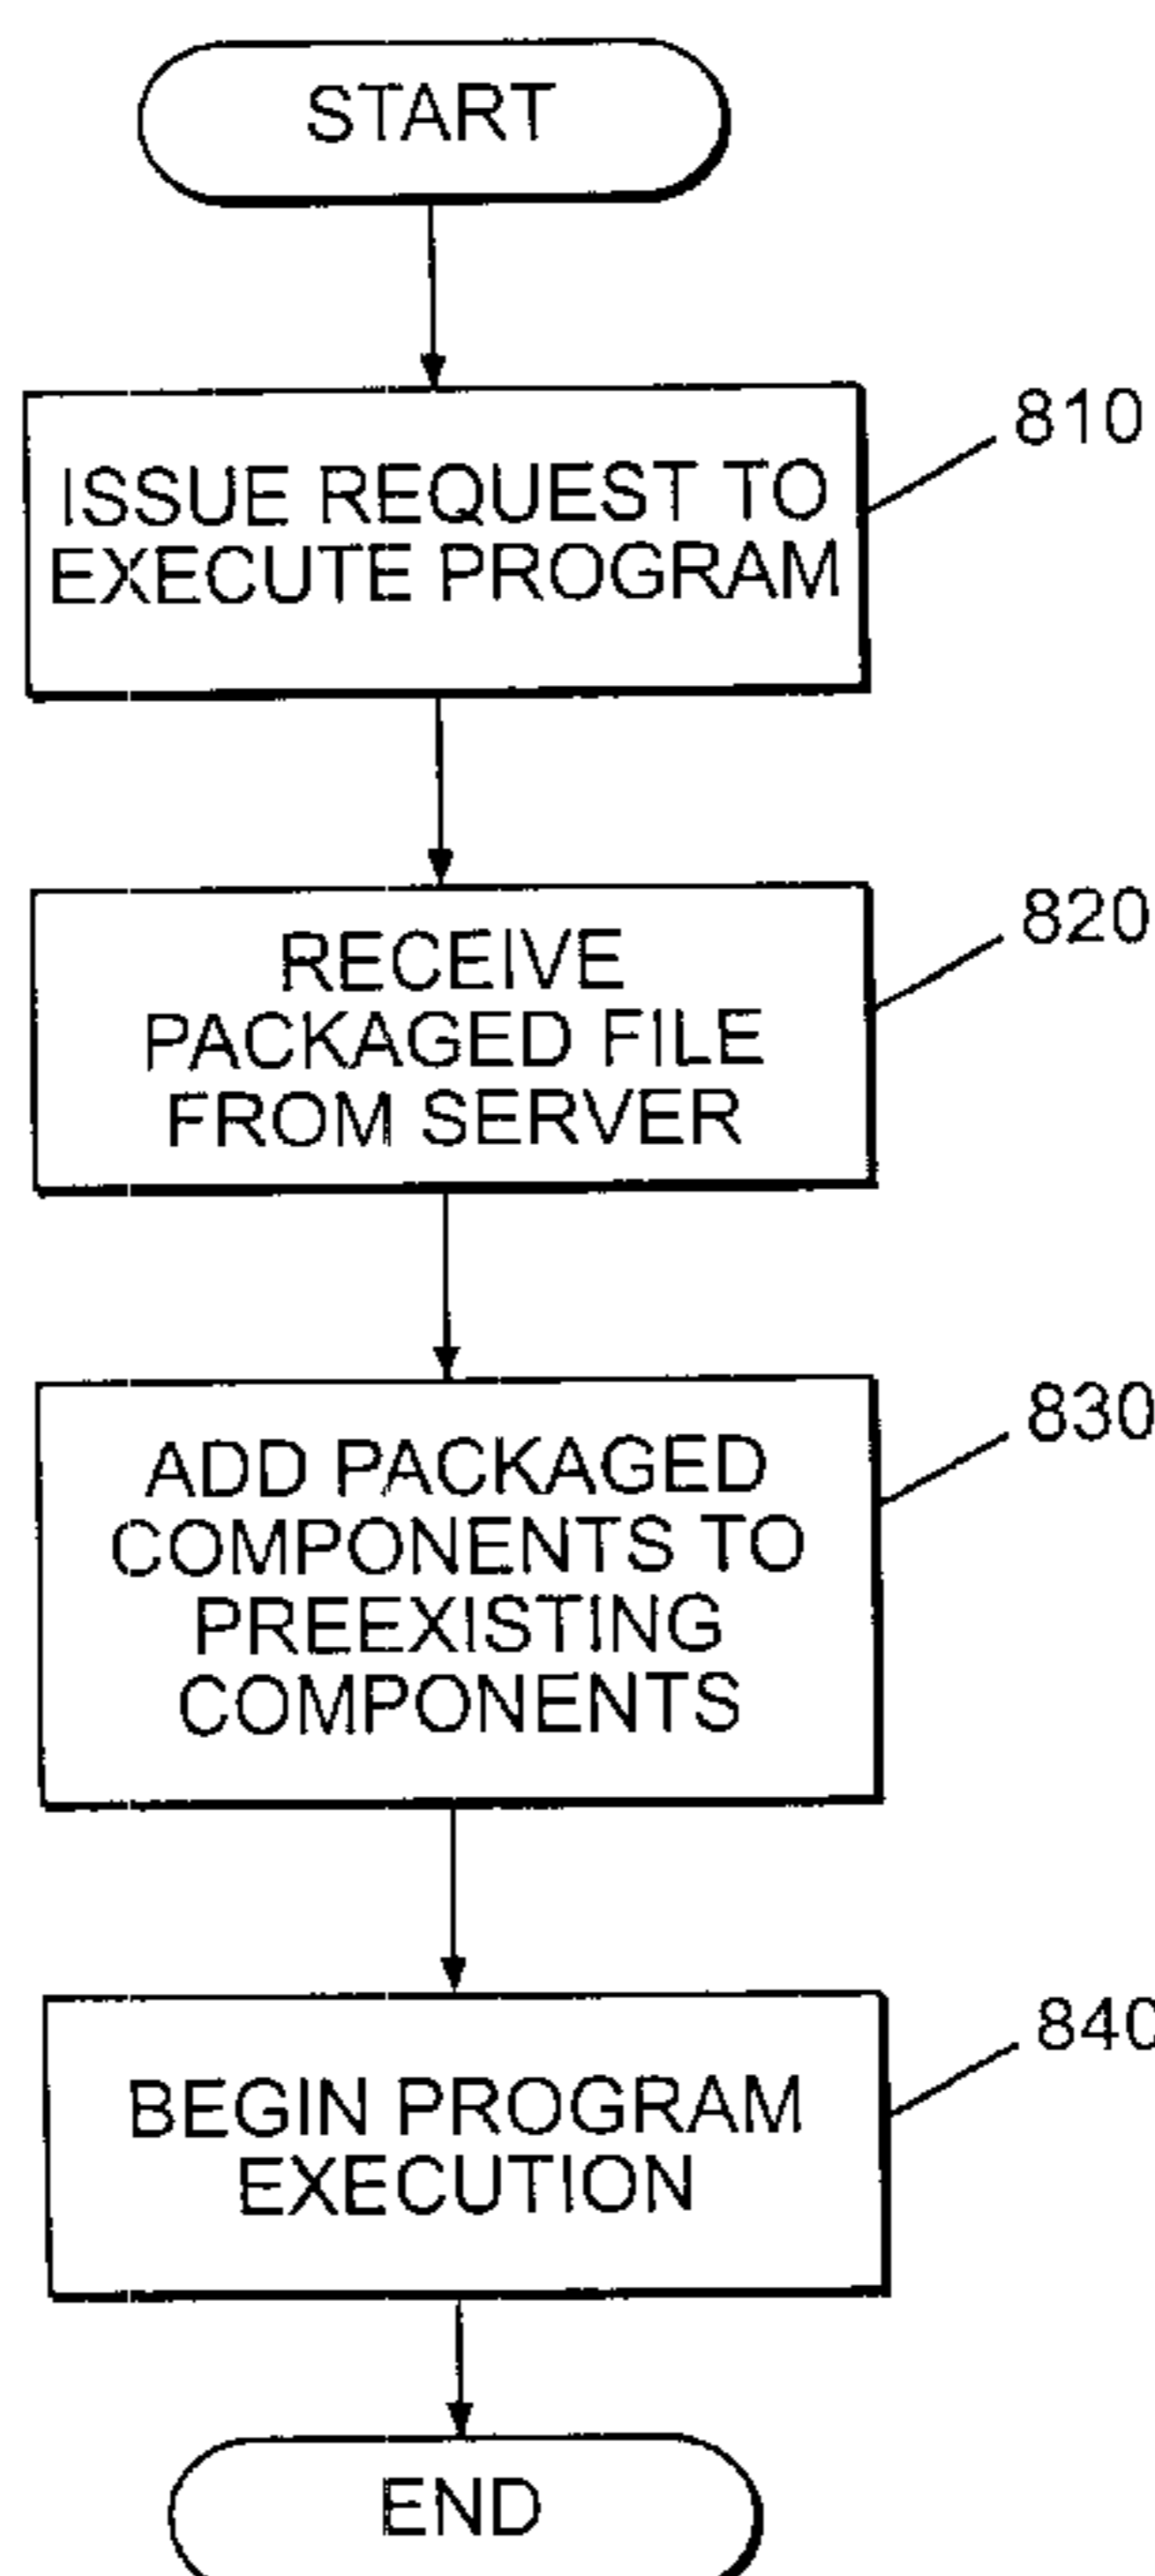 START
ISSUE REQUEST TO
EXECUTE PROGRAM
810
RECEIVE
PACKAGED FILE
FROM SERVER
820
ADD PACKAGED
COMPONENTS TO
PREEXISTING
COMPONENTS
830
BEGIN PROGRAM
EXECUTION
840
END